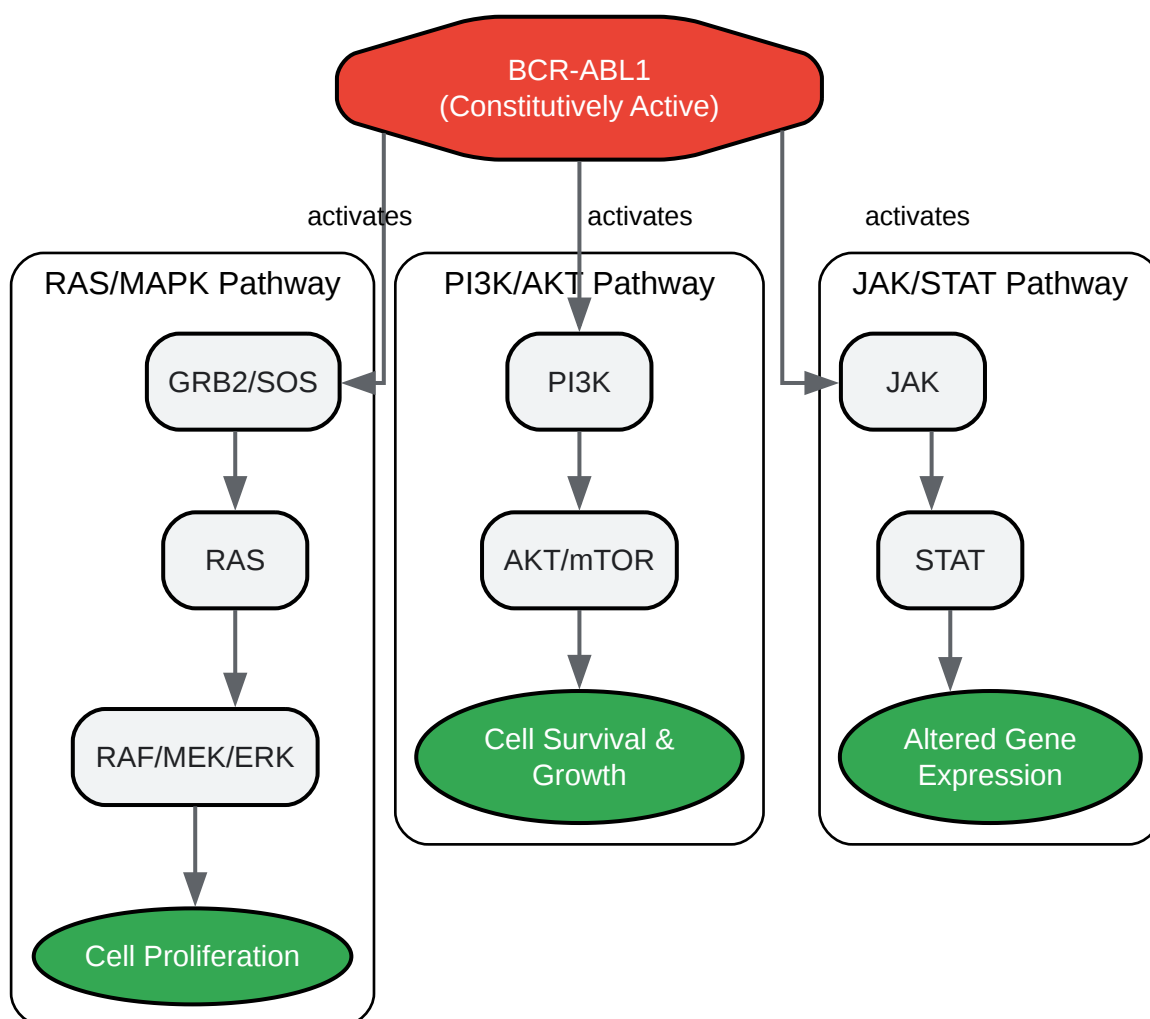 BCR-ABL1
(Constitutively Active)
activates
activates
activates
RAS/MAPK Pathway
GRB2/SOS
RAS
RAF/MEK/ERK
Cell Proliferation
PI3K/AKT Pathway
PI3K
AKT/mTOR
Cell Survival &
Growth
JAK/STAT Pathway
JAK
STAT
Altered Gene
Expression